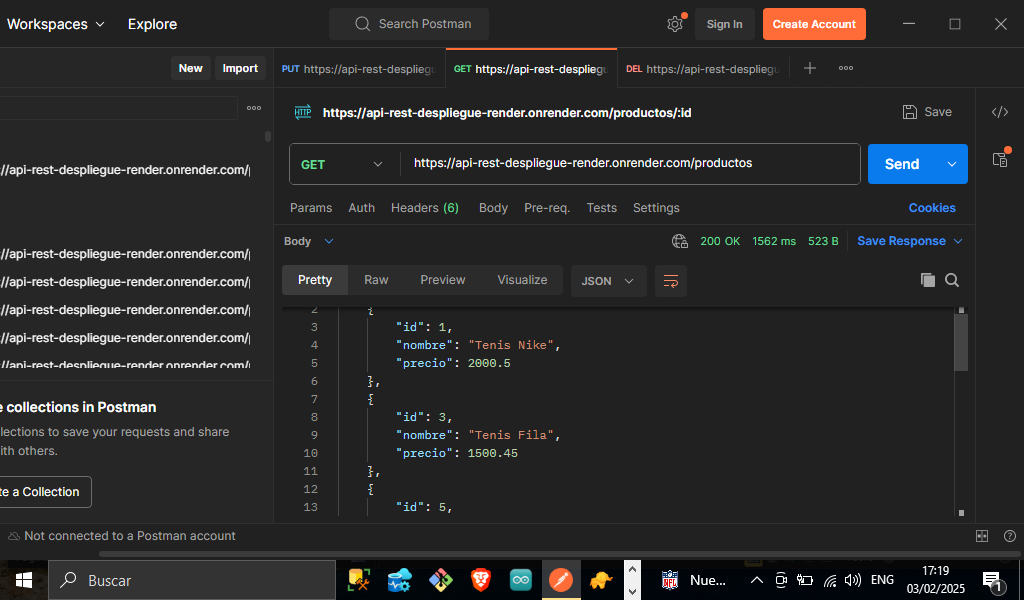 Workspaces
Explore
Search Postman
Sign In
Create Account
New
Import
PUT https://api-rest-despliegu
GET https://api-rest-despliegu
DEL https://api-rest-despliegu
HTTP
https://api-rest-despliegue-render.onrender.com/productos/:id
Save
</>
GET
https://api-rest-despliegue-render.onrender.com/productos
Send
://api-rest-despliegue-render.onrender.com/p
Params
Auth
Headers (6)
Body
Pre-req.
Tests
Settings
Cookies
Body
200 OK
1562 ms
523 B
Save Response
://api-rest-despliegue-render.onrender.com/p
://api-rest-despliegue-render.onrender.com/p
://api-rest-despliegue-render.onrender.com/p
://api-rest-despliegue-render.onrender.com/p
://api-rest-despliegue-render.onrender.com/p
Pretty
Raw
Preview
Visualize
JSON
2 {
3 "id": 1,
4 "nombre": "Tenis Nike",
5 "precio": 2000.5
6 },
7 {
8 "id": 3,
9 "nombre": "Tenis Fila",
10 "precio": 1500.45
11 },
12 {
13 "id": 5,
e collections in Postman
lections to save your requests and share
ith others.
te a Collection
Not connected to a Postman account
Buscar
NFL
Nue...
ENG
17:19
03/02/2025
1